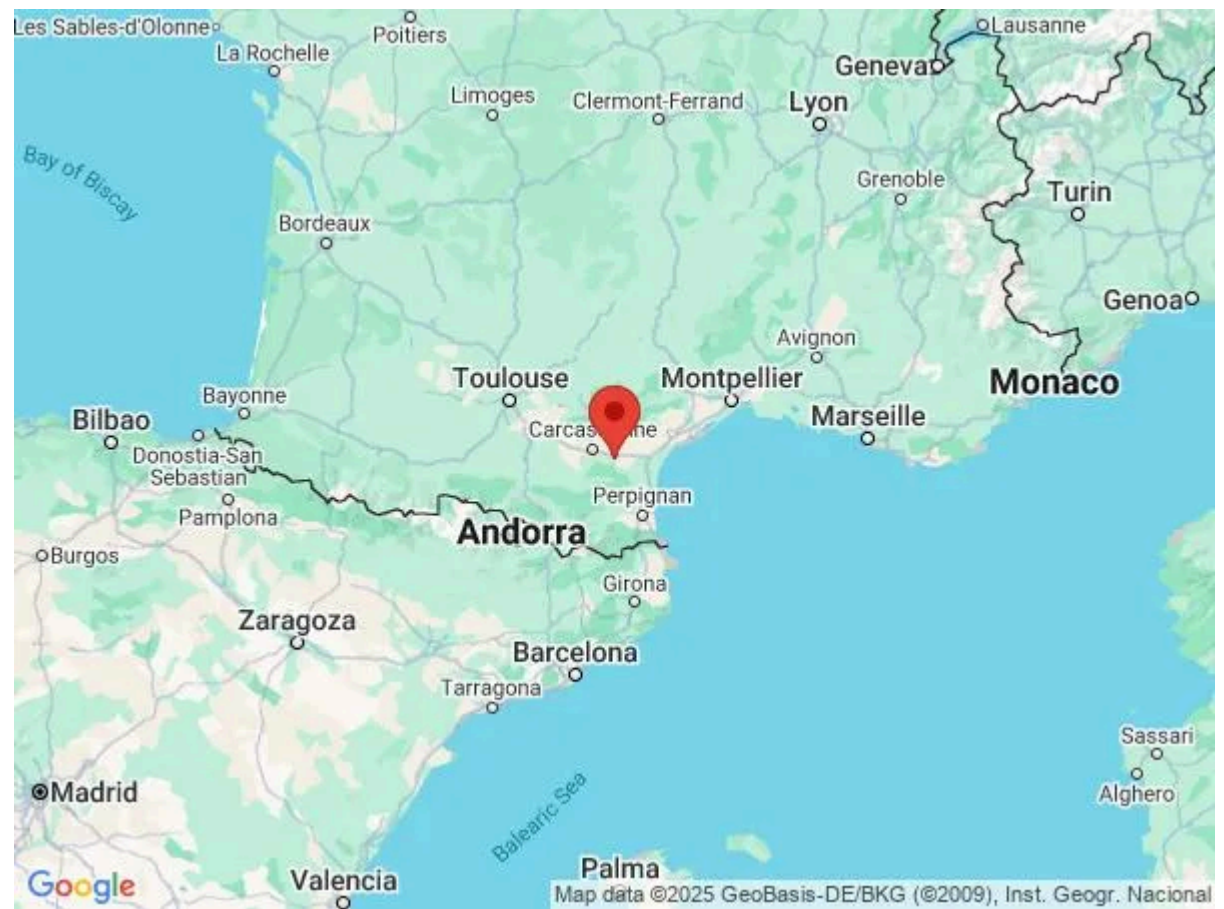 Les Sables-d'Olonne
Poitiers
Lausanne
La Rochelle
Geneva
Limoges
Clermont-Ferrand
Lyon
Bay of Biscay
Grenoble
Turin
Bordeaux
Genoa
Avignon
Toulouse
Montpellier
Monaco
Bayonne
Bilbao
Marseille
Donostia-San
Sebastian
Pamplona
Perpignan
Andorra
Burgos
Girona
Zaragoza
Barcelona
Tarragona
Sassari
Madrid
Alghero
Balearic Sea
Palma
Valencia
Google
Map data ©2025 GeoBasis-DE/BKG (©2009), Inst. Geogr. Nacional